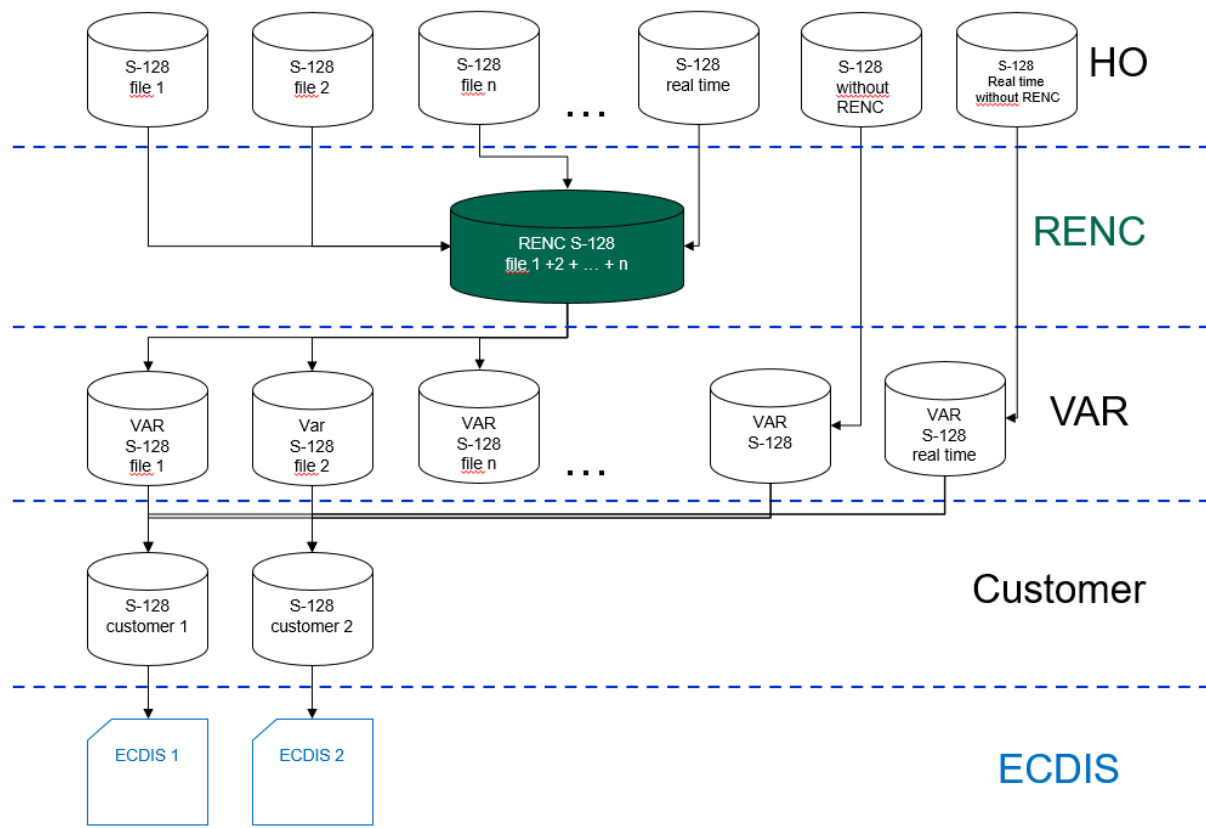 S-128
file 1
S-128
file 2
S-128
file n
...
S-128
real time
S-128
without
RENC
S-128
Real time
without RENC
HO
RENC S-128
file 1 +2 + … + n
RENC
VAR
S-128
file 1
Var
S-128
file 2
VAR
S-128
file n
...
VAR
S-128
VAR
S-128
real time
VAR
S-128
customer 1
S-128
customer 2
Customer
ECDIS 1
ECDIS 2
ECDIS